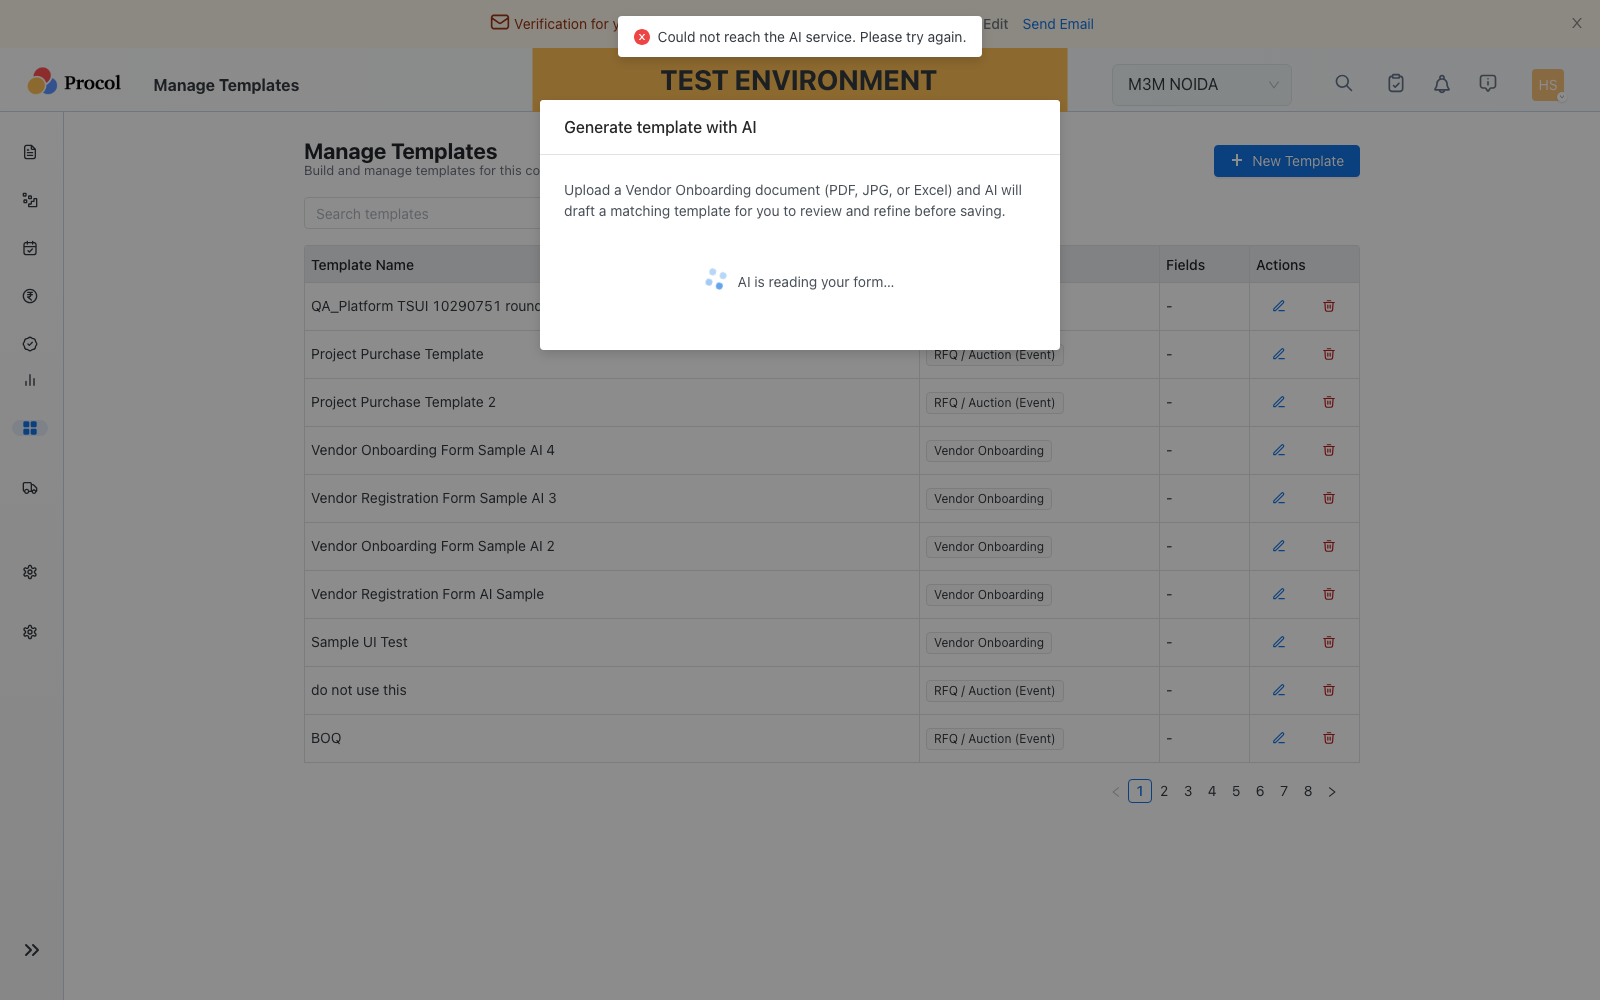 Verification for
Edit Send Email
Could not reach the AI service. Please try again.
Procol
Manage Templates
TEST ENVIRONMENT
M3M NOIDA
HS
Generate template with AI
Upload a Vendor Onboarding document (PDF, JPG, or Excel) and AI will
draft a matching template for you to review and refine before saving.
AI is reading your form...
Manage Templates
Build and manage templates for this
+ New Template
Search templates
Template Name Fields Actions
QA_Platform TSUI 10290751 -
Project Purchase Template RFQ / Auction (Event) -
Project Purchase Template 2 RFQ / Auction (Event) -
Vendor Onboarding Form Sample AI 4 Vendor Onboarding -
Vendor Registration Form Sample AI 3 Vendor Onboarding -
Vendor Onboarding Form Sample AI 2 Vendor Onboarding -
Vendor Registration Form AI Sample Vendor Onboarding -
Sample UI Test Vendor Onboarding -
do not use this RFQ / Auction (Event) -
BOQ RFQ / Auction (Event) -
< 1 2 3 4 5 6 7 8 >